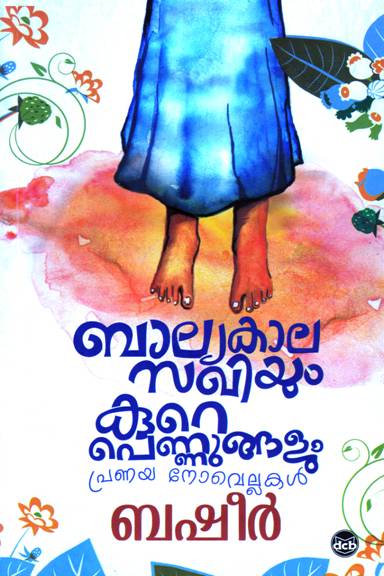 ബാല്യകാല
സഖിയും
കുറെ
പെണ്ണുങ്ങളും
പ്രണയ നോവെല്ലകൾ
ബഷീർ
dcb